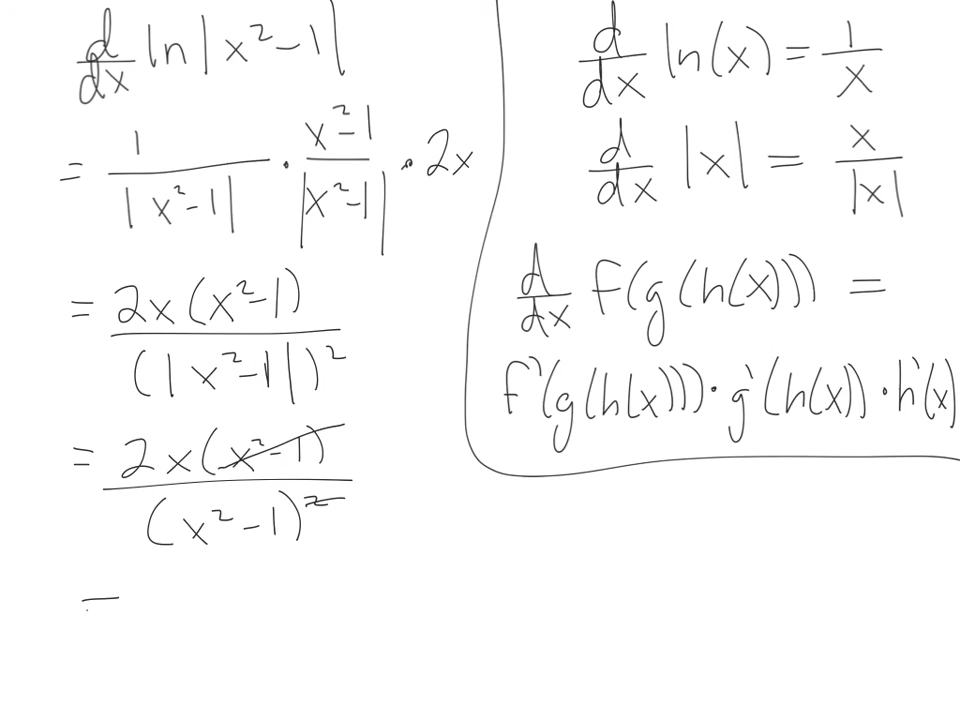 d/dx ln|x²-1|
= 1/|x²-1| · x²-1/|x²-1| · 2x
= 2x(x²-1)/(|x²-1|)²
= 2x(x²-1)/(x²-1)²
=
d/dx ln(x) = 1/x
d/dx |x| = x/|x|
d/dx f(g(h(x))) =
f'(g(h(x)))·g'(h(x))·h'(x)